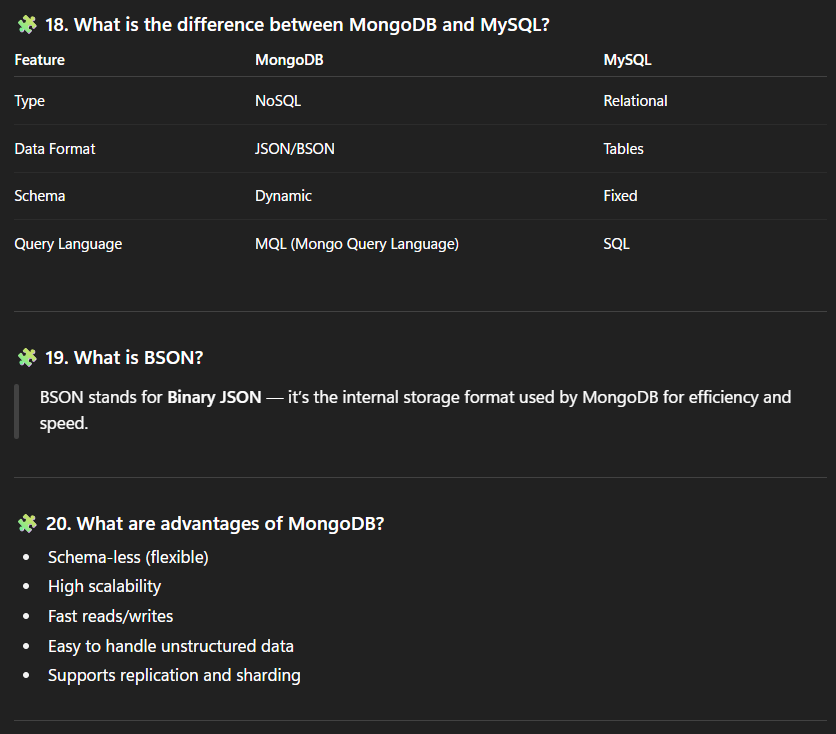 🧩 18. What is the difference between MongoDB and MySQL?
Feature MongoDB MySQL
Type NoSQL Relational
Data Format JSON/BSON Tables
Schema Dynamic Fixed
Query Language MQL (Mongo Query Language) SQL
🧩 19. What is BSON?
BSON stands for Binary JSON — it's the internal storage format used by MongoDB for efficiency and
speed.
🧩 20. What are advantages of MongoDB?
• Schema-less (flexible)
• High scalability
• Fast reads/writes
• Easy to handle unstructured data
• Supports replication and sharding